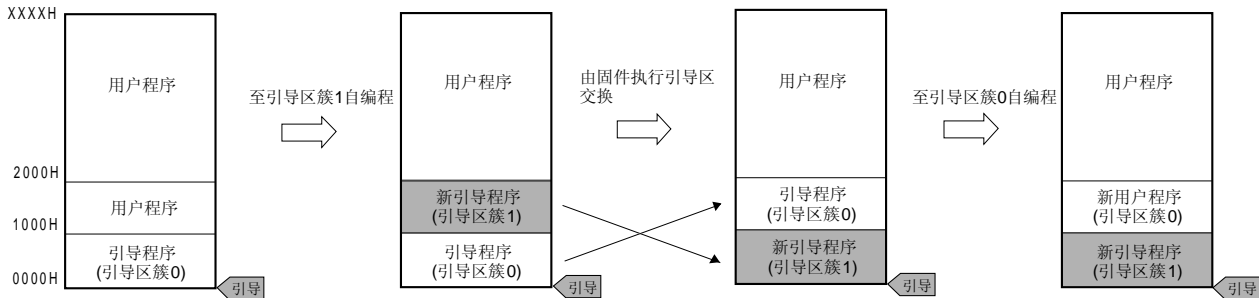 XXXXH
2000H
1000H
0000H
用户程序
用户程序
引导程序
(引导区簇0)
引导
至引导区簇1自编程
用户程序
新引导程序
(引导区簇1)
引导程序
(引导区簇0)
引导
由固件执行引导区
交换
用户程序
引导程序
(引导区簇0)
新引导程序
(引导区簇1)
引导
至引导区簇0自编程
用户程序
新用户程序
(引导区簇0)
新引导程序
(引导区簇1)
引导